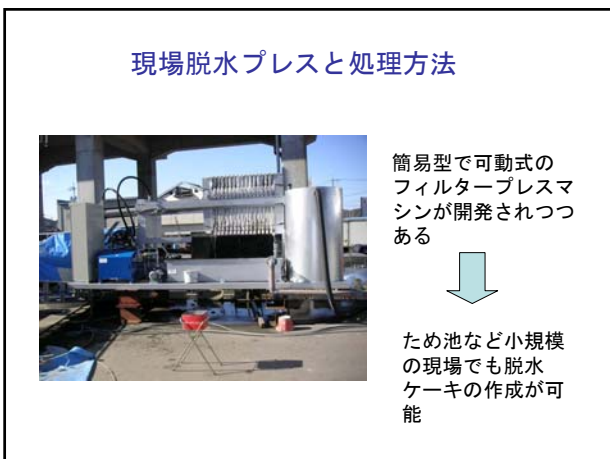 現場脱水プレスと処理方法
簡易型で可動式の
フィルタープレスマ
シンが開発されつつ
ある
ため池など小規模
の現場でも脱水
ケーキの作成が可
能